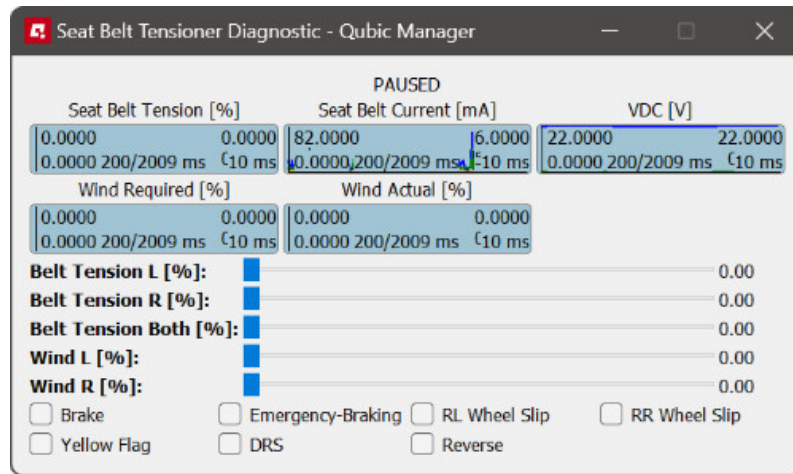 Seat Belt Tensioner Diagnostic - Qubic Manager
PAUSED
Seat Belt Tension [%] Seat Belt Current [mA] VDC [V]
0.0000 0.0000 82.0000 6.0000 22.0000 22.0000
0.0000 200/2009 ms 10 ms 0.0000 200/2009 ms 10 ms 0.0000 200/2009 ms 10 ms
Wind Required [%] Wind Actual [%]
0.0000 0.0000 0.0000 0.0000
0.0000 200/2009 ms 10 ms 0.0000 200/2009 ms 10 ms
Belt Tension L [%]: 0.00
Belt Tension R [%]: 0.00
Belt Tension Both [%]: 0.00
Wind L [%]: 0.00
Wind R [%]: 0.00
Brake Emergency-Braking RL Wheel Slip RR Wheel Slip
Yellow Flag DRS Reverse